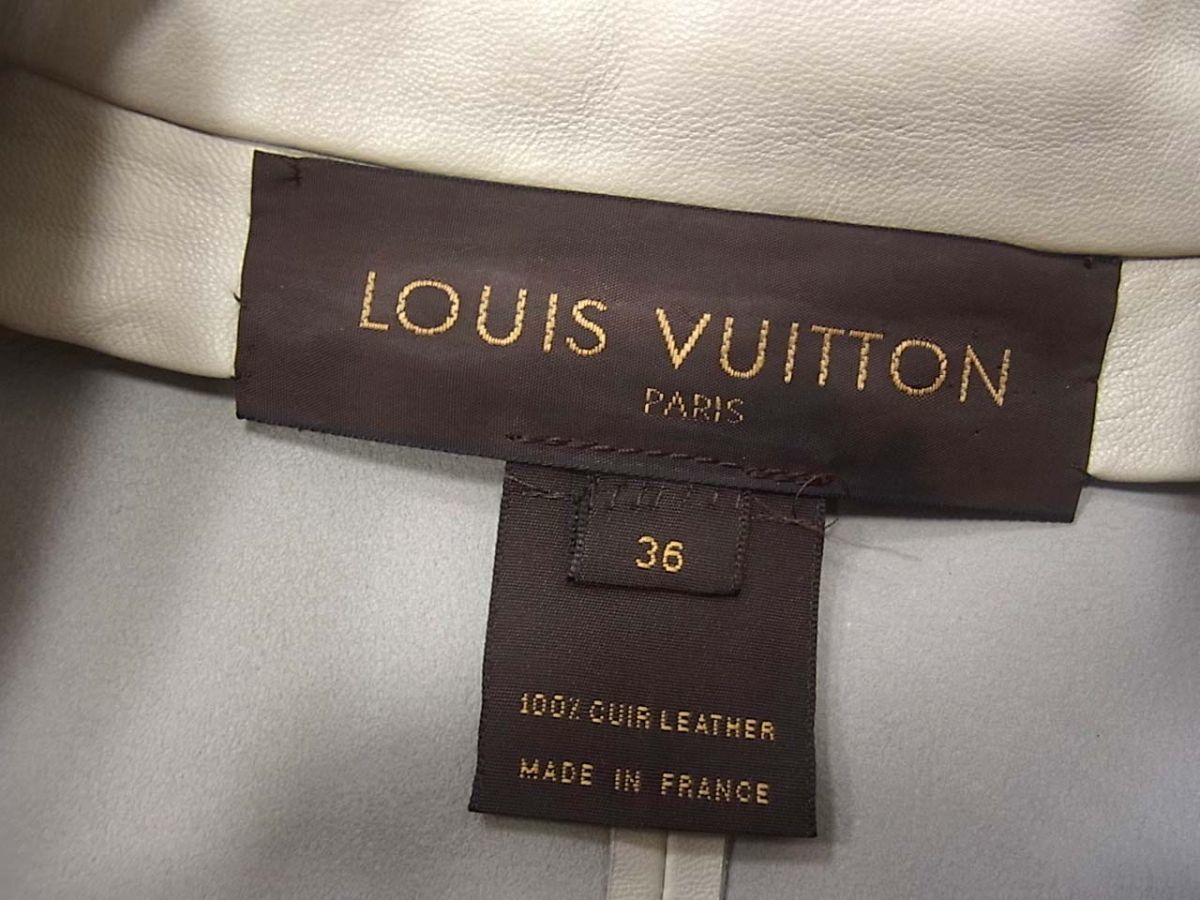 LOUIS VUITTON
PARIS
36
100% CUIR LEATHER
MADE IN FRANCE